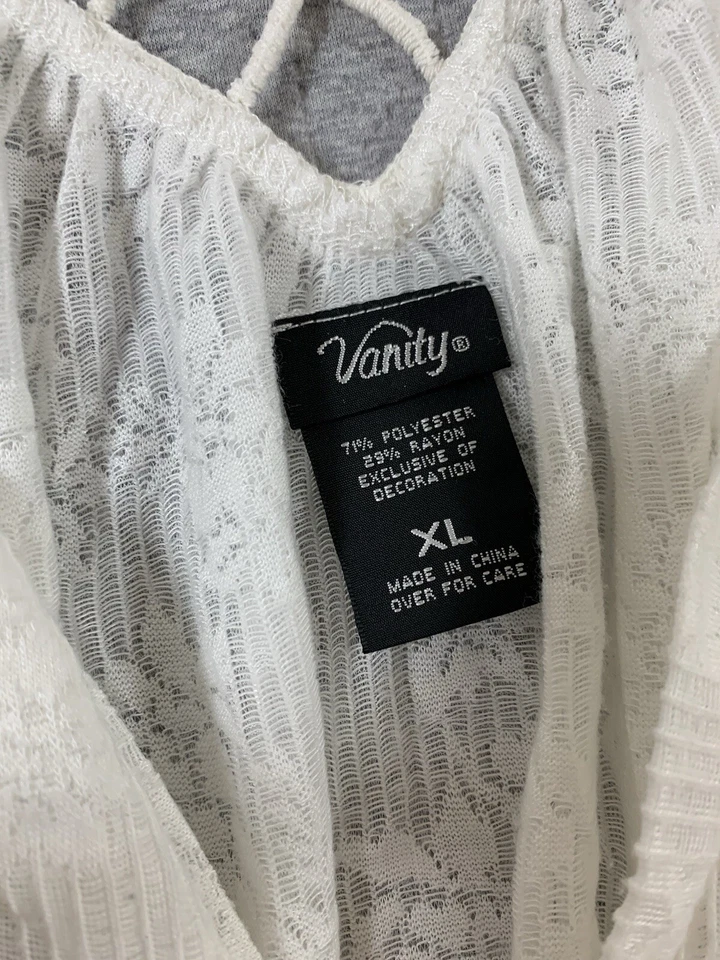 Vanity®
71% POLYESTER
29% RAYON
EXCLUSIVE OF
DECORATION
XL
MADE IN CHINA
OVER FOR CARE